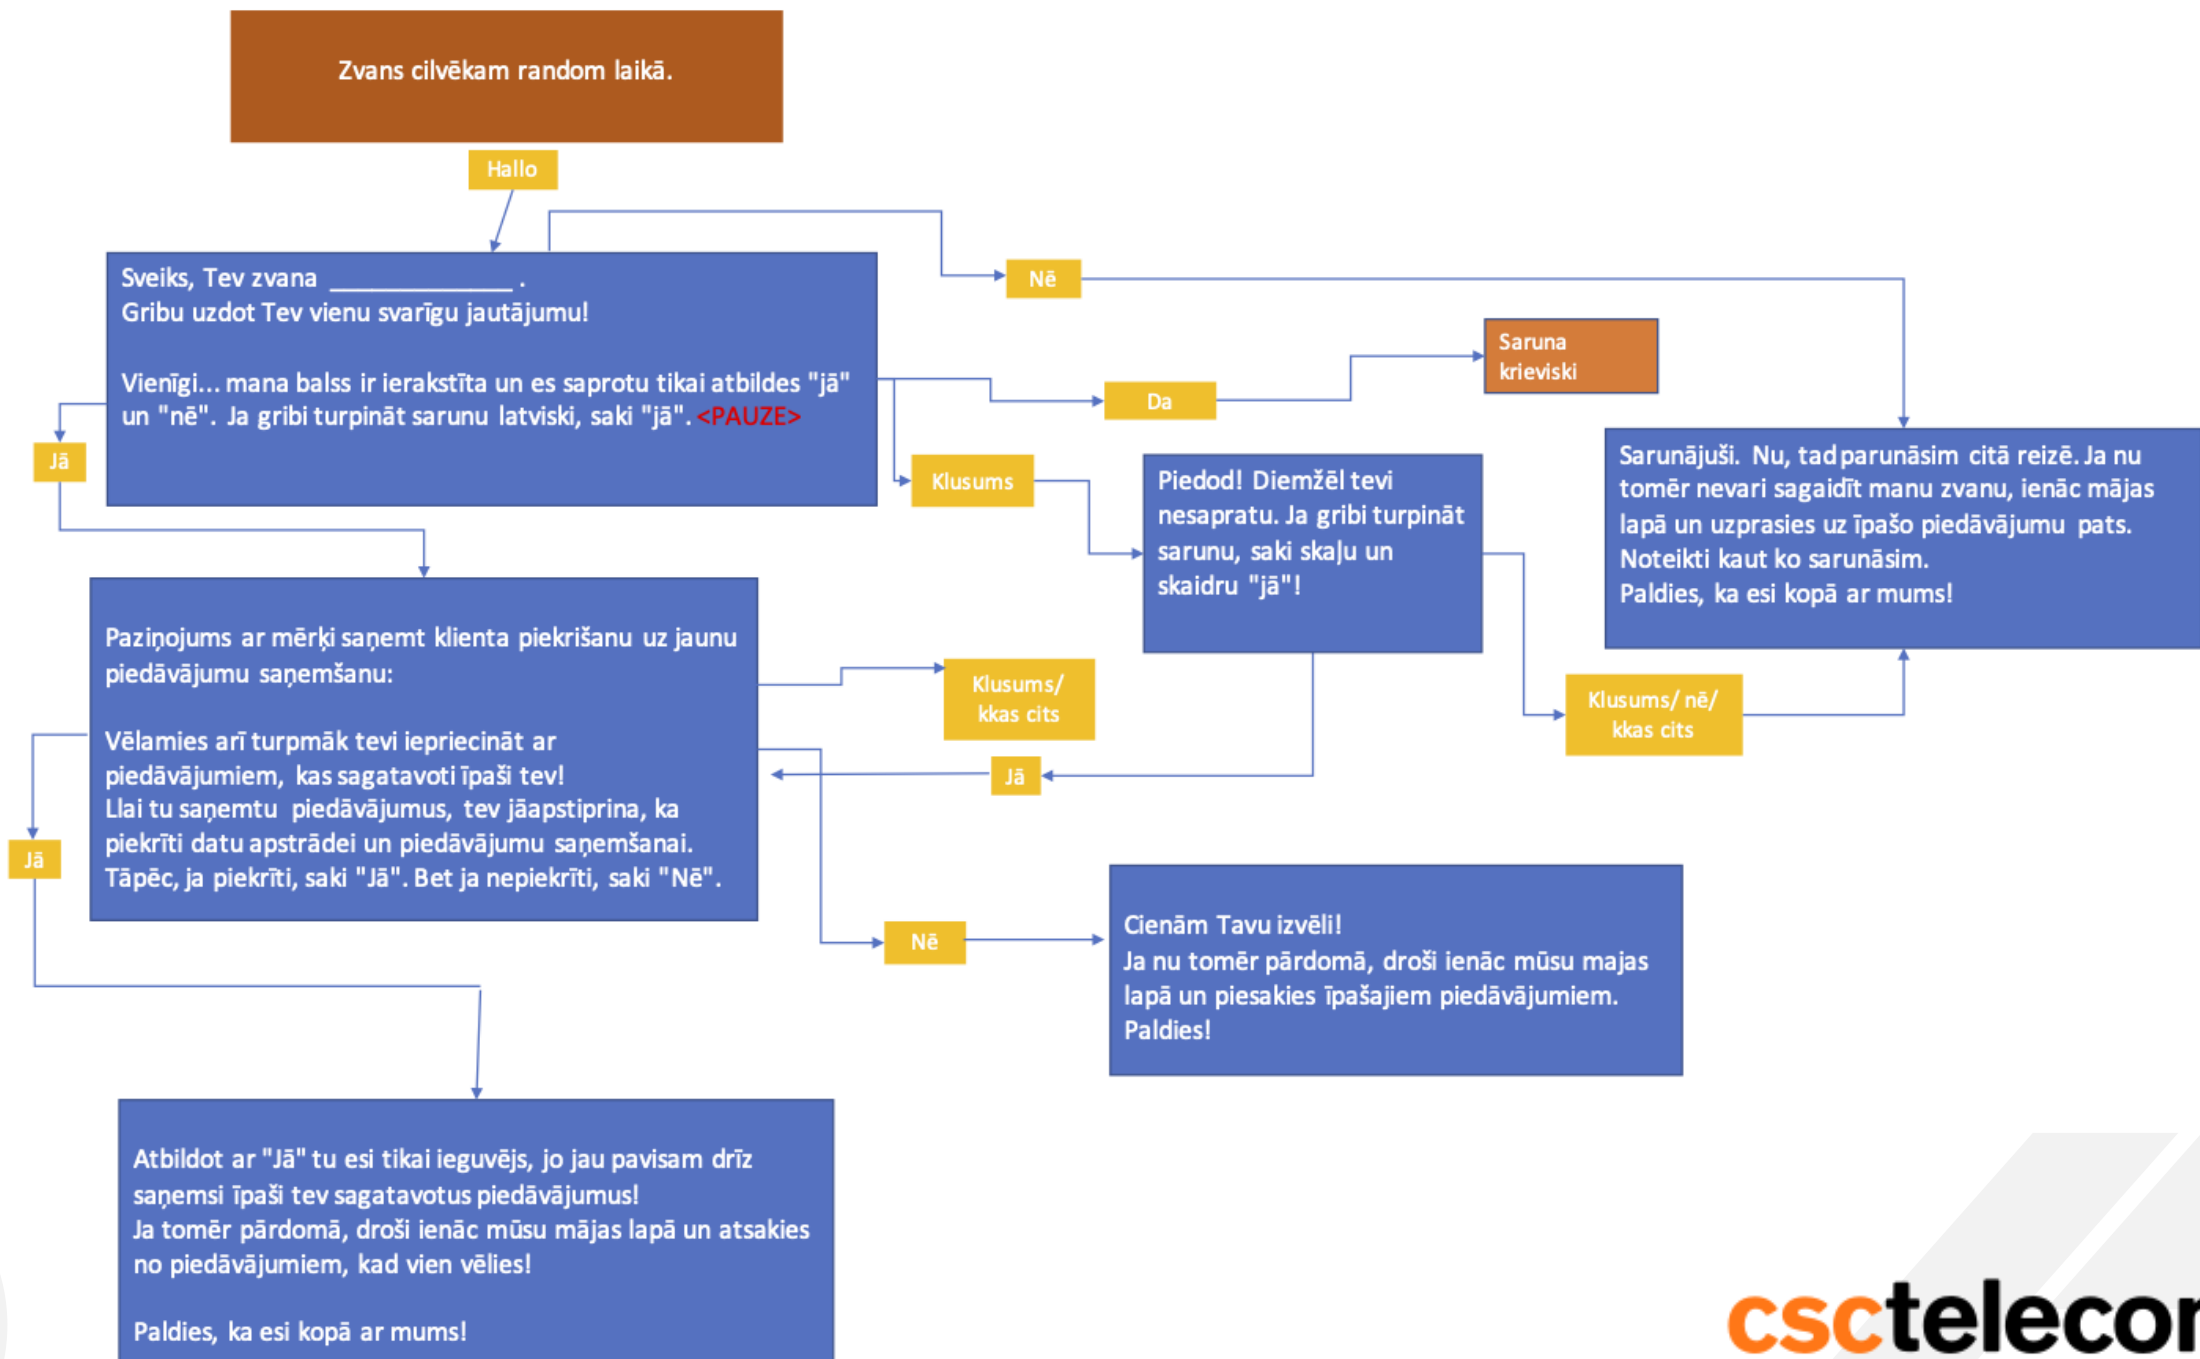 Zvans cilvēkam random laikā.
Hallo
Sveiks, Tev zvana _____________ .
Gribu uzdot Tev vienu svarīgu jautājumu!
Vienīgi... mana balss ir ierakstīta un es saprotu tikai atbildes "jā"
un "nē". Ja gribi turpināt sarunu latviski, saki "jā". <PAUZE>
Nē
Saruna
krieviski
Da
Jā
Klusums
Piedod! Diemžēl tevi
nesapratu. Ja gribi turpināt
sarunu, saki skaļu un
skaidru "jā"!
Sarunājuši. Nu, tad parunāsim citā reizē. Ja nu
tomēr nevari sagaidīt manu zvanu, ienāc mājas
lapā un uzprasies uz īpašo piedāvājumu pats.
Noteikti kaut ko sarunāsim.
Paldies, ka esi kopā ar mums!
Paziņojums ar mērķi saņemt klienta piekrišanu uz jaunu
piedāvājumu saņemšanu:
Vēlamies arī turpmāk tevi iepriecināt ar
piedāvājumiem, kas sagatavoti īpaši tev!
Llai tu saņemtu piedāvājumus, tev jāapstiprina, ka
piekrīti datu apstrādei un piedāvājumu saņemšanai.
Tāpēc, ja piekrīti, saki "Jā". Bet ja nepiekrīti, saki "Nē".
Klusums/
kkas cits
Klusums/ nē/
kkas cits
Jā
Jā
Nē
Cienām Tavu izvēli!
Ja nu tomēr pārdomā, droši ienāc mūsu majas
lapā un piesakies īpašajiem piedāvājumiem.
Paldies!
Atbildot ar "Jā" tu esi tikai ieguvējs, jo jau pavisam drīz
saņemsi īpaši tev sagatavotus piedāvājumus!
Ja tomēr pārdomā, droši ienāc mūsu mājas lapā un atsakies
no piedāvājumiem, kad vien vēlies!
Paldies, ka esi kopā ar mums!